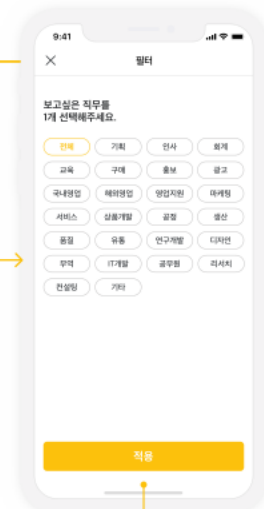 9:41
필터
보고싶은 직무를
1개 선택해주세요.
전체 기획 인사 회계
교육 구매 홍보 광고
국내영업 해외영업 영업지원 마케팅
서비스 상품개발 공정 생산
품질 유통 연구개발 디자인
무역 IT개발 공무원 리서치
컨설팅 기타
적용